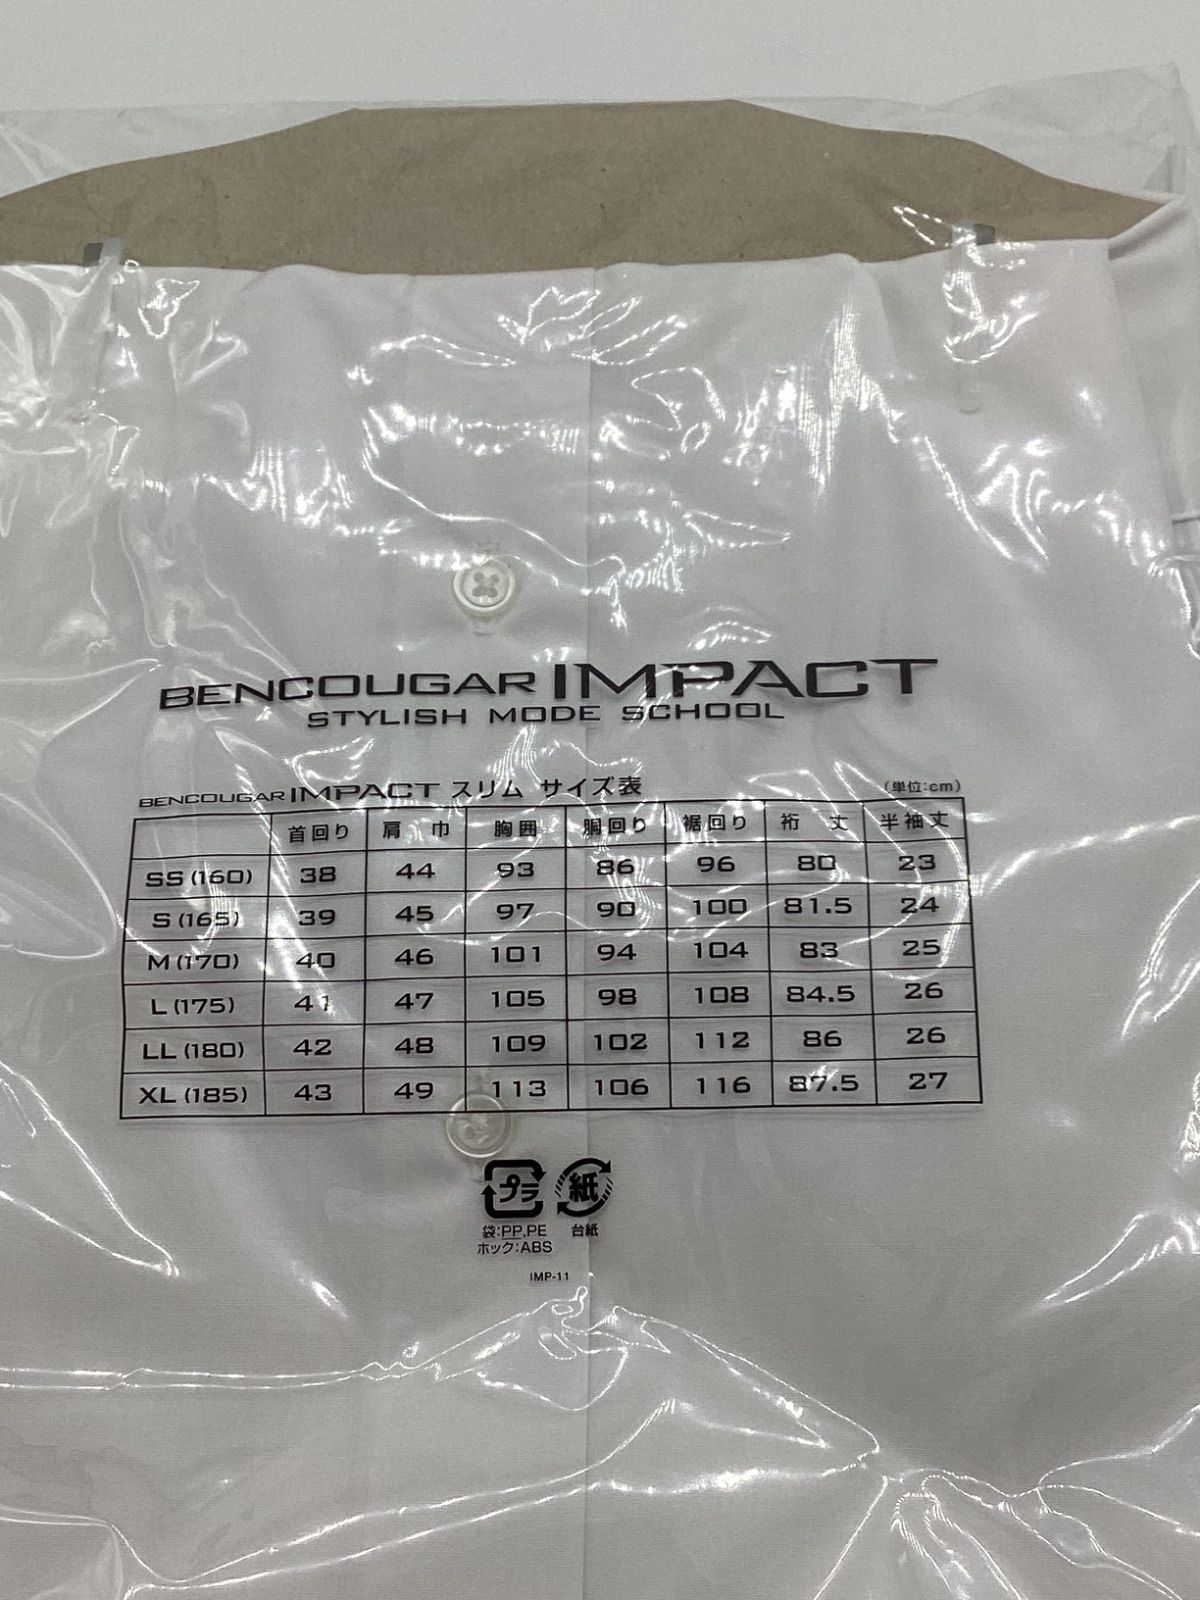 BENCOUGAR IMPACT
STYLISH MODE SCHOOL
BENCOUGAR IMPACT スリム サイズ表 (単位:cm)
首回り 肩巾 胸囲 胴回り 裾回り 裄丈 半袖丈
SS (160) 38 44 93 86 96 80 23
S (165) 39 45 97 90 100 81.5 24
M (170) 40 46 101 94 104 83 25
L (175) 41 47 105 98 108 84.5 26
LL (180) 42 48 109 102 112 86 26
XL (185) 43 49 113 106 116 87.5 27
プラ 紙
袋:PP,PE 台紙
ホック:ABS
IMP-11